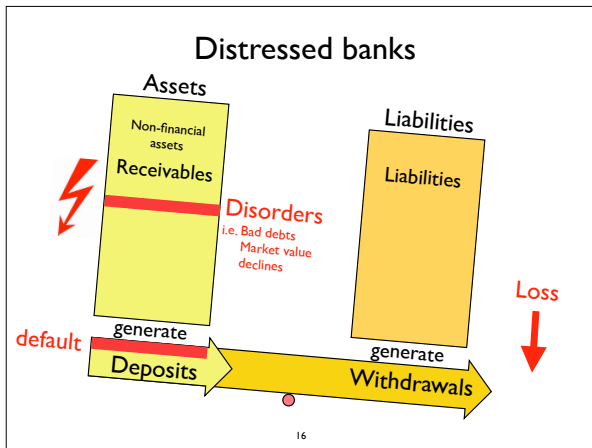 Distressed banks
Assets
Non-financial
assets
Receivables
Disorders
i.e. Bad debts
Market value
declines
generate
default
Deposits
Liabilities
Liabilities
Loss
generate
Withdrawals
16